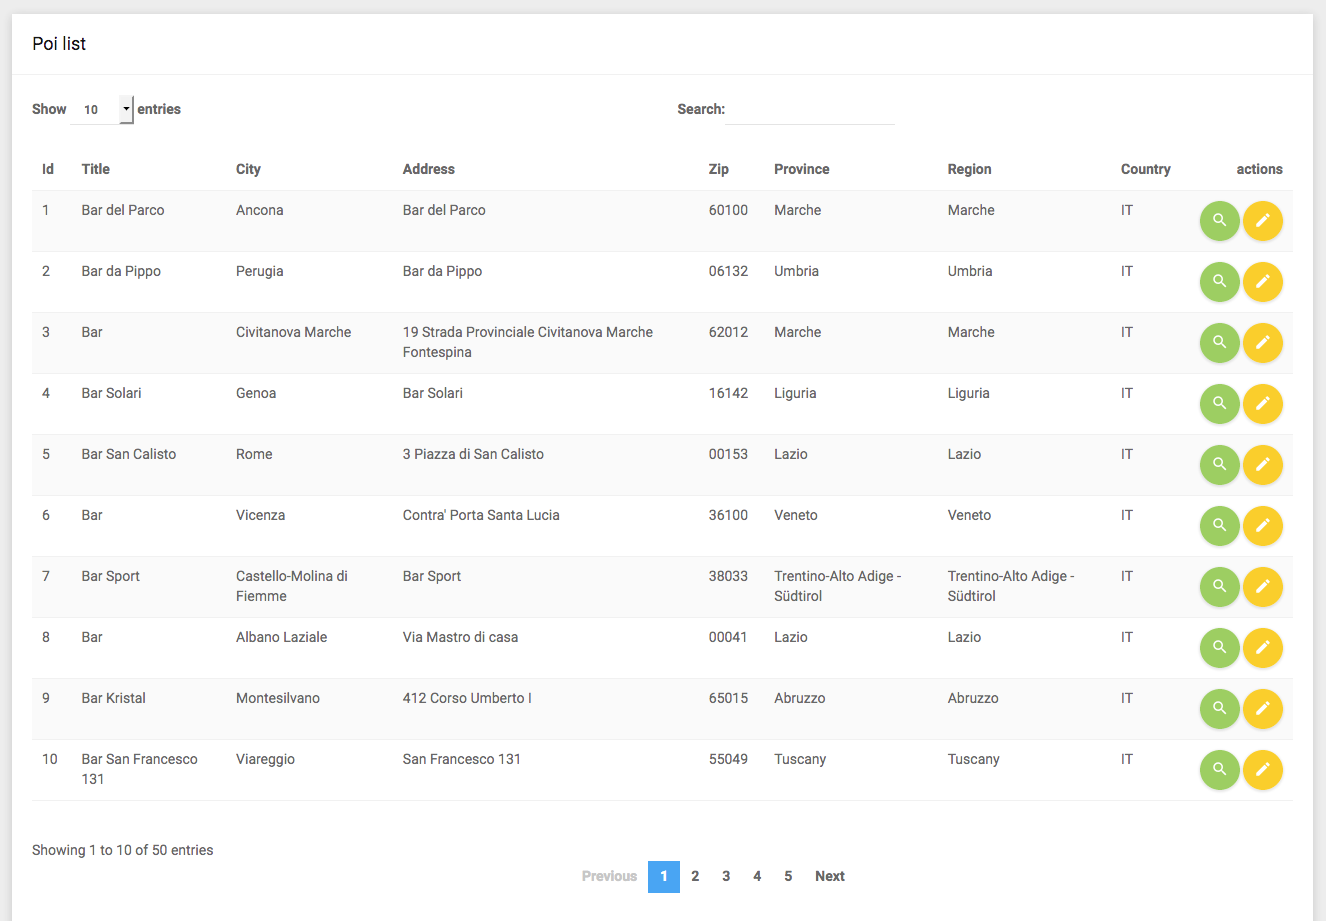 Poi list
Show 10 entries Search:
Id Title City Address Zip Province Region Country actions
1 Bar del Parco Ancona Bar del Parco 60100 Marche Marche IT
2 Bar da Pippo Perugia Bar da Pippo 06132 Umbria Umbria IT
3 Bar Civitanova Marche 19 Strada Provinciale Civitanova Marche 62012 Marche Marche IT
Fontespina
4 Bar Solari Genoa Bar Solari 16142 Liguria Liguria IT
5 Bar San Calisto Rome 3 Piazza di San Calisto 00153 Lazio Lazio IT
6 Bar Vicenza Contra' Porta Santa Lucia 36100 Veneto Veneto IT
7 Bar Sport Castello-Molina di Bar Sport 38033 Trentino-Alto Adige - Trentino-Alto Adige - IT
Fiemme Südtirol Südtirol
8 Bar Albano Laziale Via Mastro di casa 00041 Lazio Lazio IT
9 Bar Kristal Montesilvano 412 Corso Umberto I 65015 Abruzzo Abruzzo IT
10 Bar San Francesco Viareggio San Francesco 131 55049 Tuscany Tuscany IT
131
Showing 1 to 10 of 50 entries
Previous 1 2 3 4 5 Next